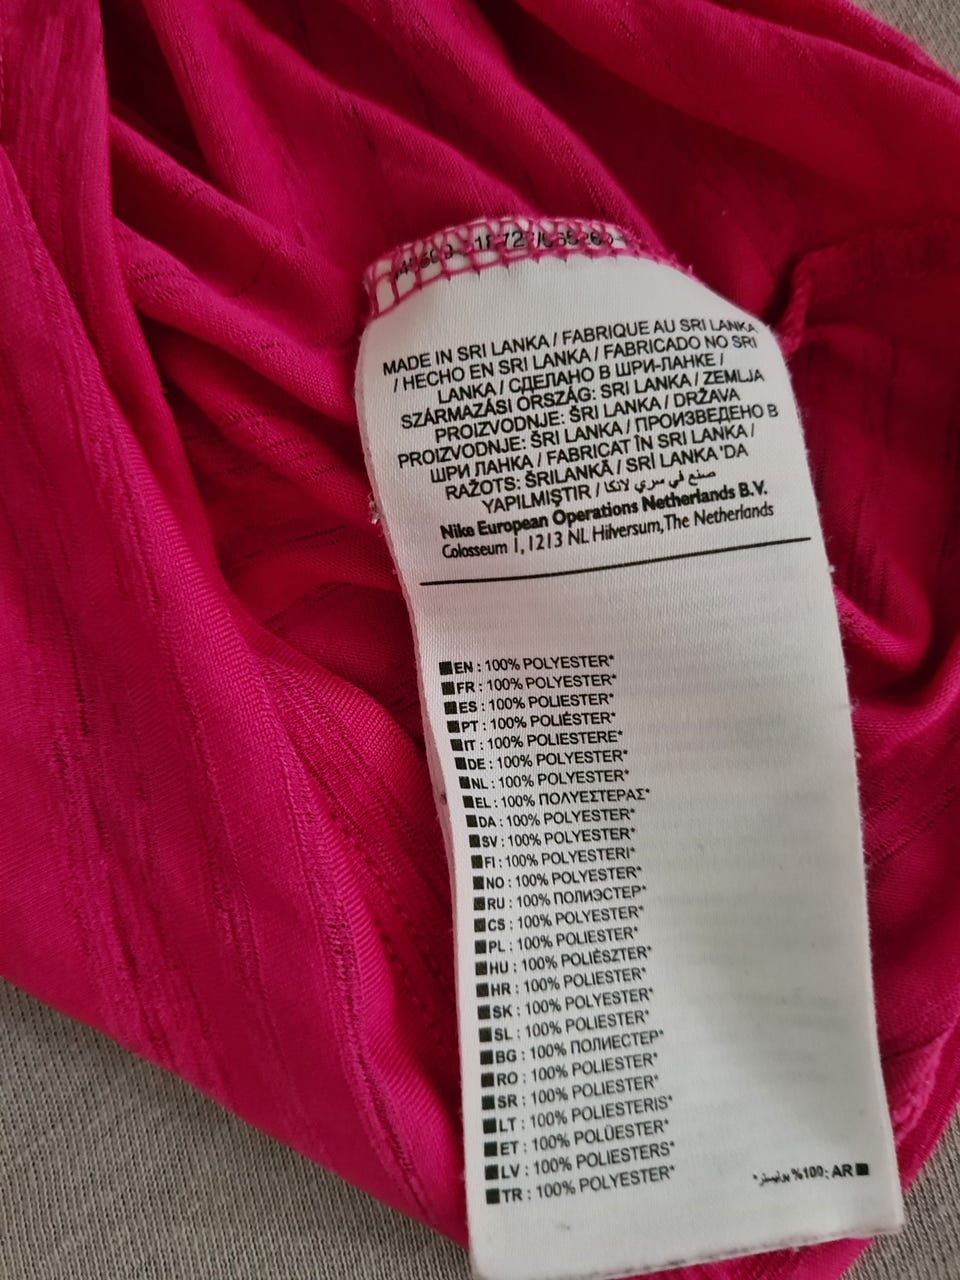 MADE IN SRI LANKA / FABRIQUE AU SRI LANKA
/ HECHO EN SRI LANKA / FABRICADO NO SRI
LANKA / СДЕЛАНО В ШРИ-ЛАНКЕ /
SZÁRMAZÁSI ORSZÁG: SRI LANKA / ZEMLJA
PROIZVODNJE: ŠRI LANKA / DRŽAVA
PROIZVODNJE: ŠRI LANKA / ПРОИЗВЕДЕНО В
ШРИ ЛАНКА / FABRICAT ÎN SRI LANKA /
RAŽOTS: ŠRILANKĀ / SRİ LANKA 'DA
YAPILMIŞTIR / صنع في سري لانكا
Nike European Operations Netherlands B.V.
Colosseum 1, 1213 NL Hilversum, The Netherlands
EN : 100% POLYESTER*
FR : 100% POLYESTER*
ES : 100% POLIESTER*
PT : 100% POLIÉSTER*
IT : 100% POLIESTERE*
DE : 100% POLYESTER*
NL : 100% POLYESTER*
EL : 100% ΠΟΛΥΕΣΤΕΡΑΣ*
DA : 100% POLYESTER*
SV : 100% POLYESTER*
FI : 100% POLYESTERI*
NO : 100% POLYESTER*
RU : 100% ПОЛИЭСТЕР*
CS : 100% POLYESTER*
PL : 100% POLIESTER*
HU : 100% POLIÉSZTER*
HR : 100% POLIESTER*
SK : 100% POLYESTER*
SL : 100% POLIESTER*
BG : 100% ПОЛИЕСТЕР*
RO : 100% POLIESTER*
SR : 100% POLIESTER*
LT : 100% POLIESTERIS*
ET : 100% POLÜESTER*
LV : 100% POLIESTERS*
TR : 100% POLYESTER*
AR :100% بوليستر*